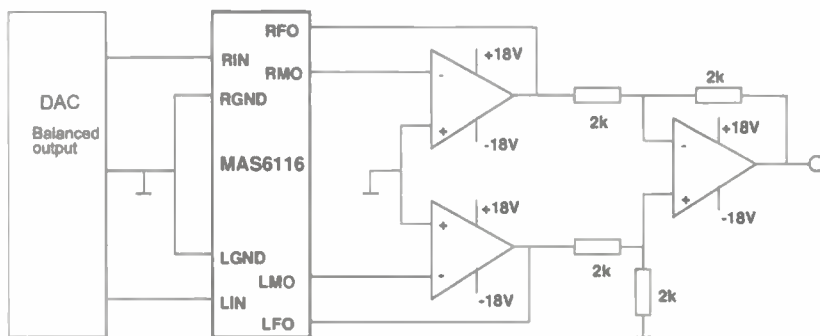 DAC
Balanced
output
RIN
RGND
MAS6116
LGND
LIN
RFO
RMO
LMO
LFO
-
+18V
+
-18V
+
+18V
-
-18V
2k
2k
-
+18V
+
-18V
2k
2k